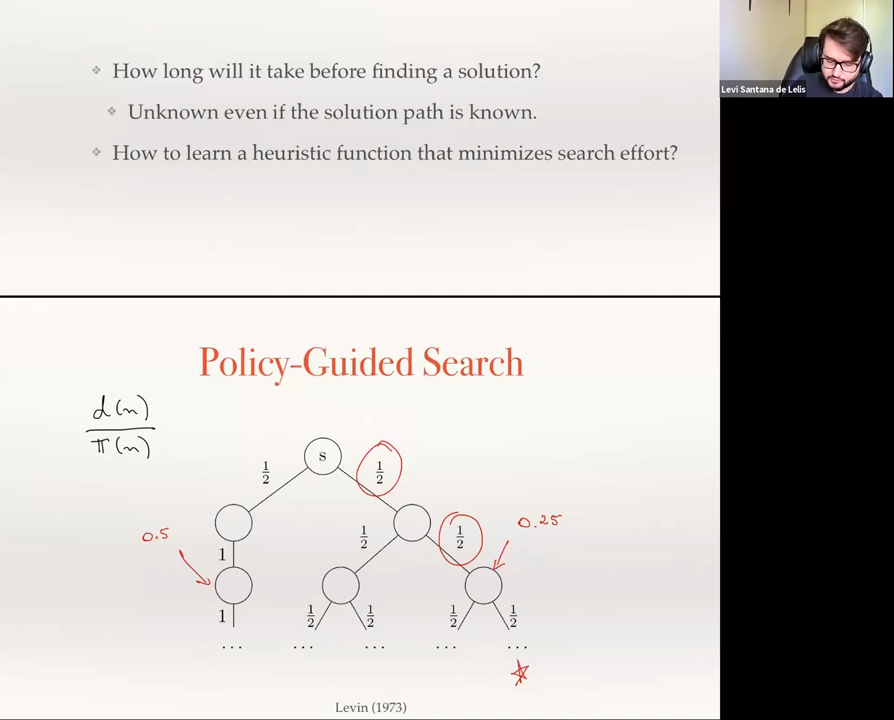 How long will it take before finding a solution?
Unknown even if the solution path is known.
How to learn a heuristic function that minimizes search effort?
Levi Santana de Lelis
Policy-Guided Search
d(n)
π(n)
s
1/2 1/2
0.5 0.25
1/2 1/2
1
1 1/2 1/2 1/2 1/2
... ... ... ... ...
Levin (1973)